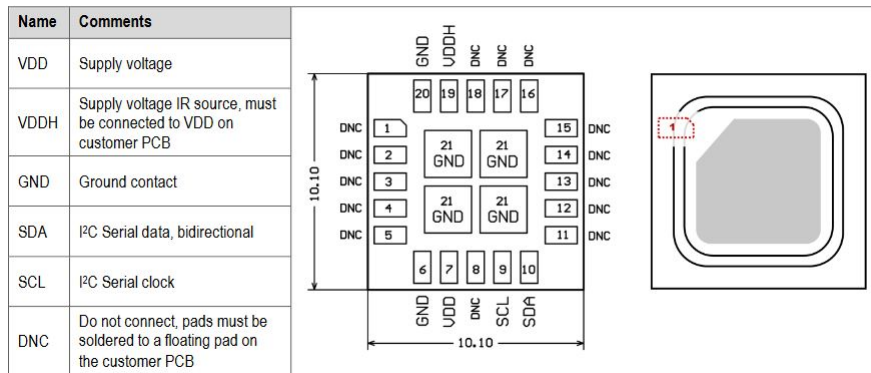 Name Comments
VDD Supply voltage
VDDH Supply voltage IR source, must
be connected to VDD on
customer PCB
GND Ground contact
SDA I²C Serial data, bidirectional
SCL I²C Serial clock
DNC Do not connect, pads must be
soldered to a floating pad on
the customer PCB
GND VDDH DNC DNC DNC
20 19 18 17 16
DNC 1 15 DNC
DNC 2 14 DNC
DNC 3 13 DNC
DNC 4 12 DNC
DNC 5 11 DNC
21 GND 21 GND
21 GND 21 GND
6 7 8 9 10
GND VDD DNC SCL SDA
10.10
10.10
1